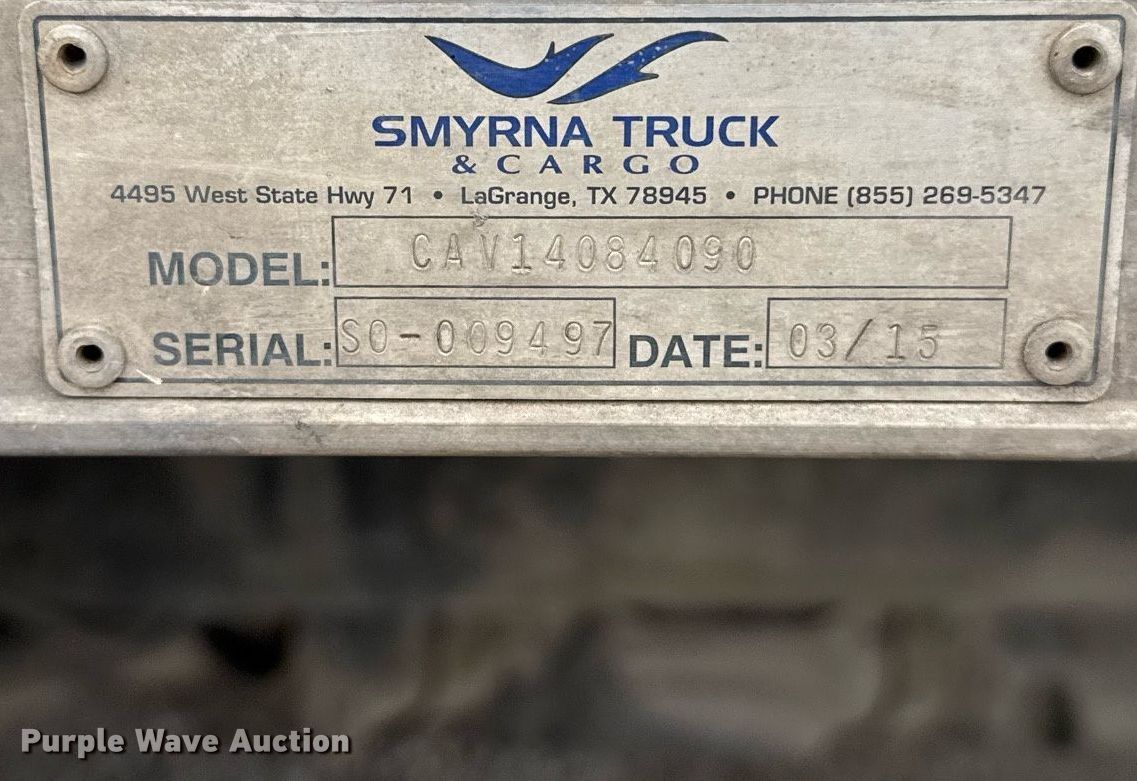 SMYRNA TRUCK
& CARGO
4495 West State Hwy 71 • LaGrange, TX 78945 • PHONE (855) 269-5347
MODEL: CAV14084090
SERIAL: SO-009497 DATE: 03/15
Purple Wave Auction